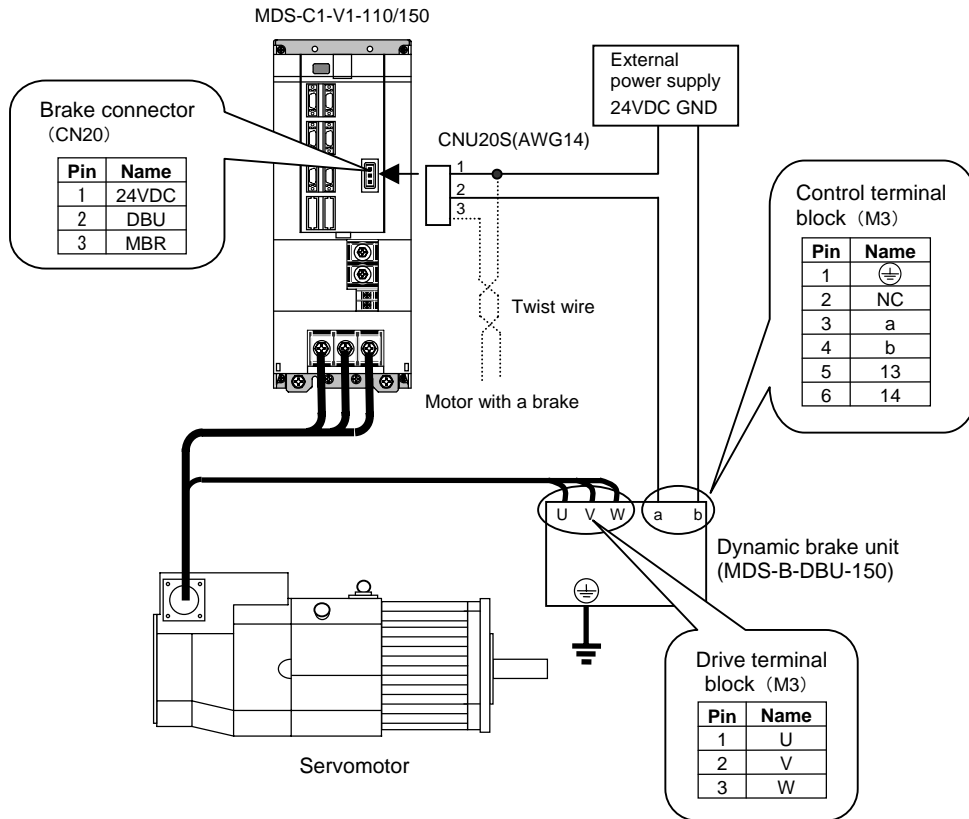 MDS-C1-V1-110/150
Brake connector
（CN20）
Pin Name
1 24VDC
2 DBU
3 MBR
CNU20S(AWG14)
1
2
3
External
power supply
24VDC GND
Twist wire
Motor with a brake
Control terminal
block（M3）
Pin Name
1
2 NC
3 a
4 b
5 13
6 14
U V W a b
Dynamic brake unit
(MDS-B-DBU-150)
Drive terminal
block（M3）
Pin Name
1 U
2 V
3 W
Servomotor